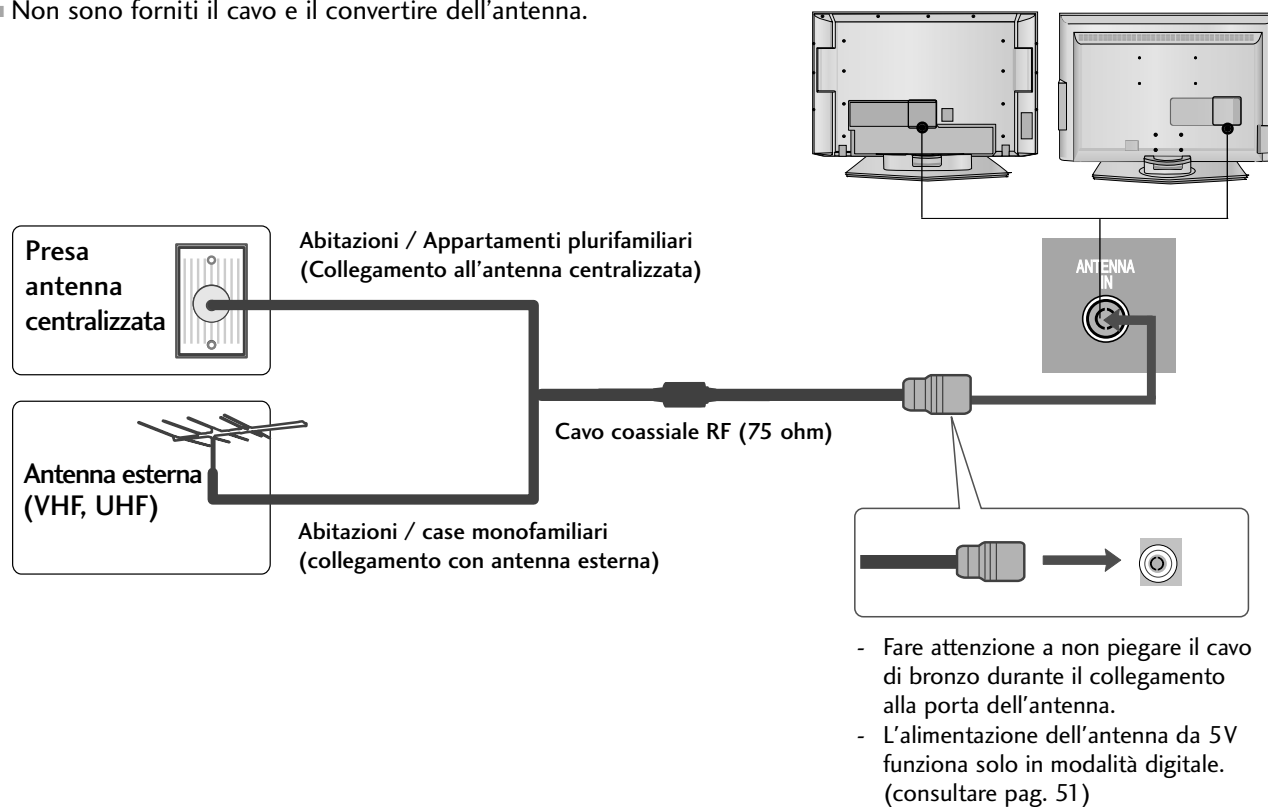 Non sono forniti il cavo e il convertire dell'antenna.
Presa
antenna
centralizzata
Abitazioni / Appartamenti plurifamiliari
(Collegamento all'antenna centralizzata)
ANTENNA
IN
Cavo coassiale RF (75 ohm)
Antenna esterna
(VHF, UHF)
Abitazioni / case monofamiliari
(collegamento con antenna esterna)
- Fare attenzione a non piegare il cavo
di bronzo durante il collegamento
alla porta dell'antenna.
- L'alimentazione dell'antenna da 5V
funziona solo in modalità digitale.
(consultare pag. 51)